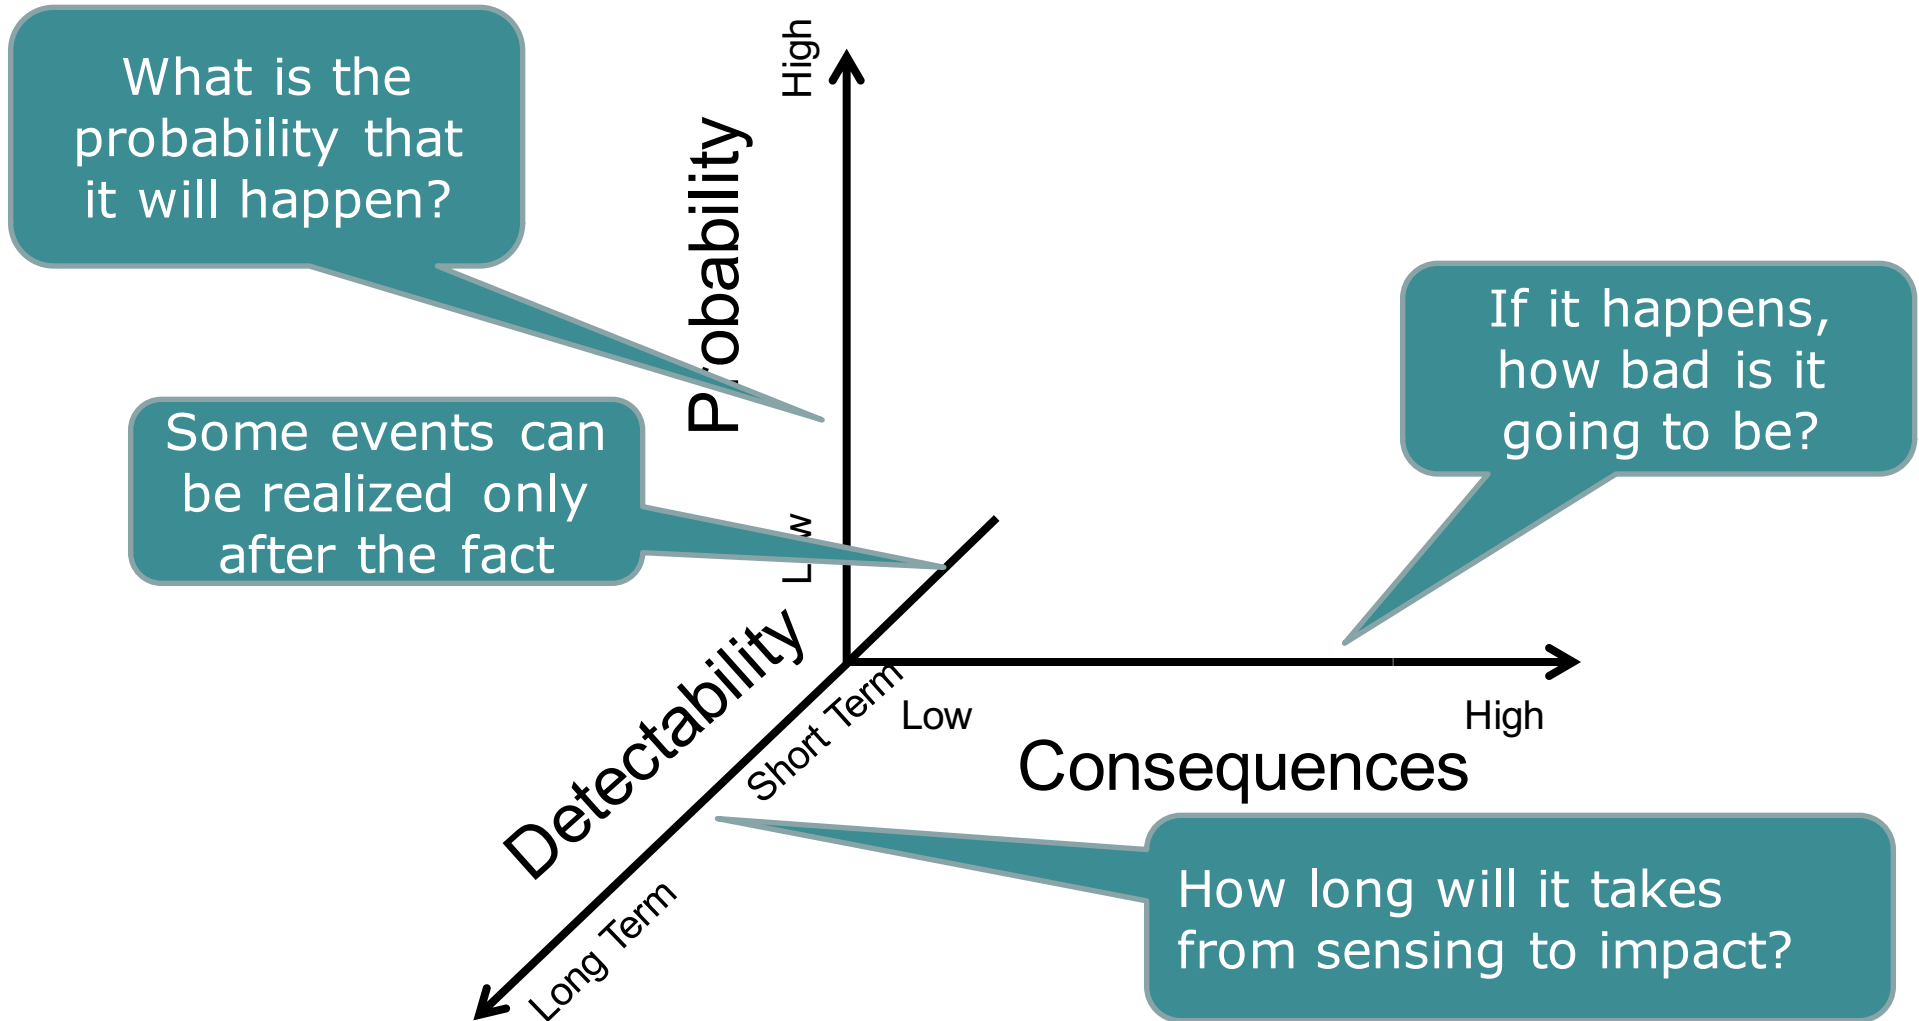 What is the
probability that
it will happen?
High
Probability
Low
Some events can
be realized only
after the fact
If it happens,
how bad is it
going to be?
Detectability
Short Term
Long Term
Low
High
Consequences
How long will it takes
from sensing to impact?